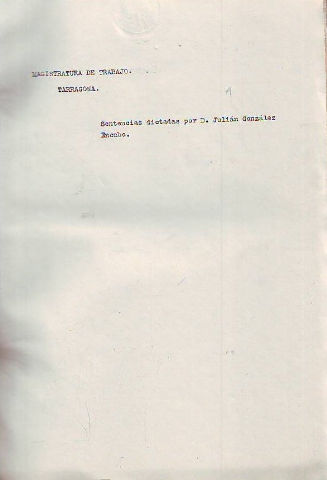 MAGISTRATURA DE TRABAJO.
TARRAGONA.
Sentencias dictadas por D. Julián González
Encabo.